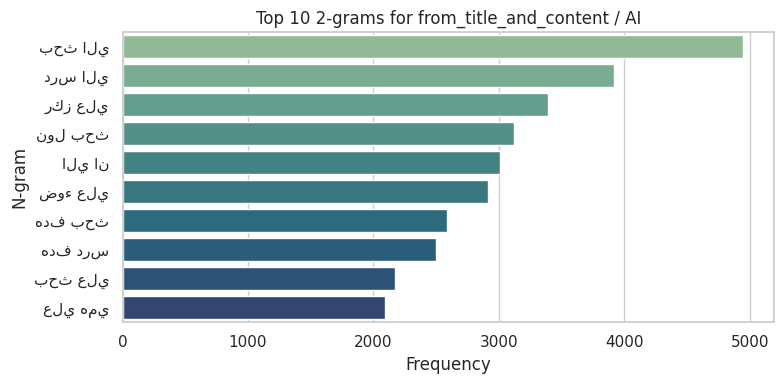 Top 10 2-grams for from_title_and_content / AI
N-gram
بحث الي
درس الي
ركز علي
نول بحث
الي ان
ضوء علي
هدف بحث
هدف درس
بحث علي
علي همي
0 1000 2000 3000 4000 5000
Frequency